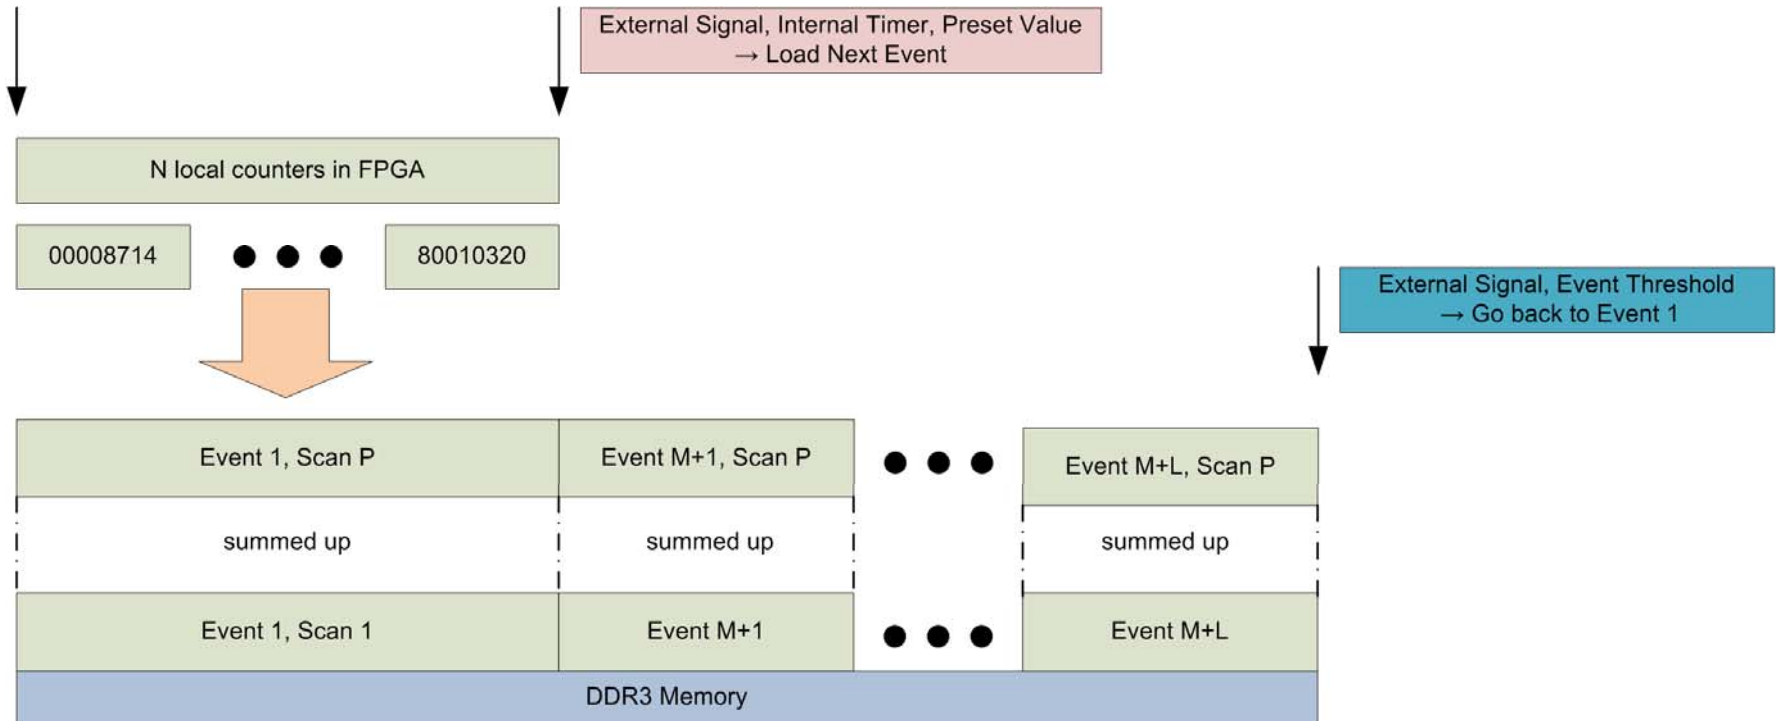 External Signal, Internal Timer, Preset Value
→ Load Next Event
N local counters in FPGA
00008714
80010320
External Signal, Event Threshold
→ Go back to Event 1
Event 1, Scan P
Event M+1, Scan P
Event M+L, Scan P
summed up
summed up
summed up
Event 1, Scan 1
Event M+1
Event M+L
DDR3 Memory